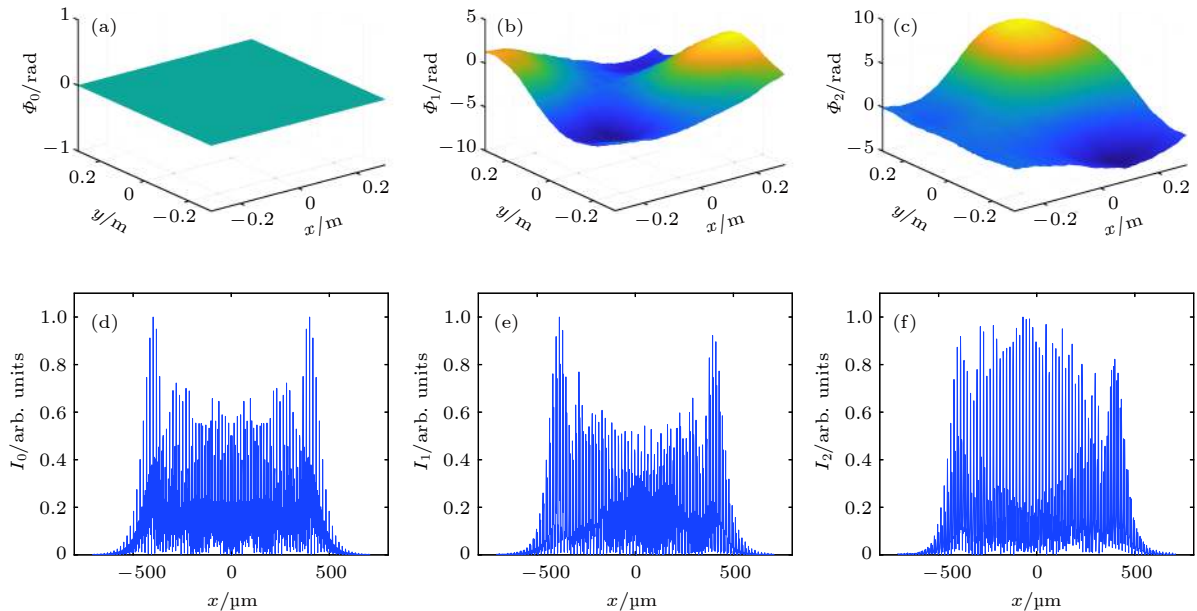 (a)
1
0
−1
Φ0/rad
0.2
0
−0.2
y/m
−0.2
0
0.2
x/m
(b)
5
0
−5
−10
Φ1/rad
0.2
0
−0.2
y/m
−0.2
0
0.2
x/m
(c)
10
5
0
−5
Φ2/rad
0.2
0
−0.2
y/m
−0.2
0
0.2
x/m
(d)
1.0
0.8
0.6
0.4
0.2
0
I0/arb. units
−500
0
500
x/µm
(e)
1.0
0.8
0.6
0.4
0.2
0
I1/arb. units
−500
0
500
x/µm
(f)
1.0
0.8
0.6
0.4
0.2
0
I2/arb. units
−500
0
500
x/µm